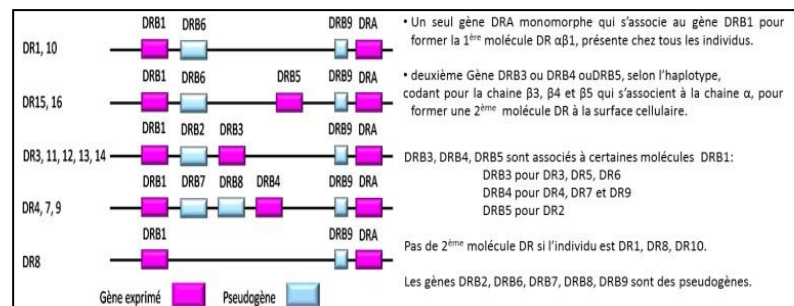 DRB1 DRB6 DRB9 DRA
DR1, 10
DRB1 DRB6 DRB5 DRB9 DRA
DR15, 16
DRB1 DRB2 DRB3 DRB9 DRA
DR3, 11, 12, 13, 14
DRB1 DRB7 DRB8 DRB4 DRB9 DRA
DR4, 7, 9
DRB1 DRB9 DRA
DR8
Gène exprimé Pseudogène
• Un seul gène DRA monomorphe qui s’associe au gène DRB1 pour
former la 1ère molécule DR αβ1, présente chez tous les individus.
• deuxième Gène DRB3 ou DRB4 ouDRB5, selon l’haplotype,
codant pour la chaine β3, β4 et β5 qui s’associent à la chaine α, pour
former une 2ème molécule DR à la surface cellulaire.
DRB3, DRB4, DRB5 sont associés à certaines molécules DRB1:
DRB3 pour DR3, DR5, DR6
DRB4 pour DR4, DR7 et DR9
DRB5 pour DR2
Pas de 2ème molécule DR si l’individu est DR1, DR8, DR10.
Les gènes DRB2, DRB6, DRB7, DRB8, DRB9 sont des pseudogènes.